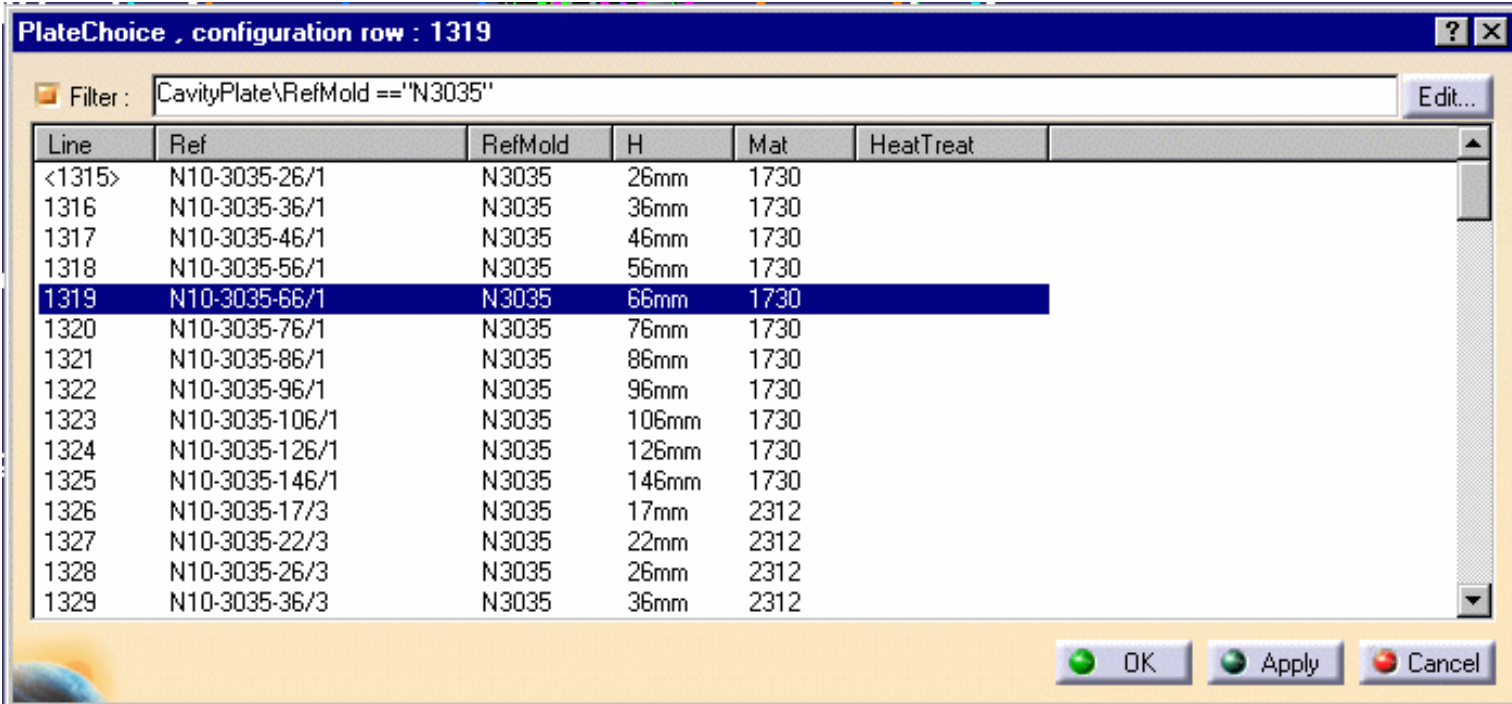 PlateChoice , configuration row : 1319
Filter : CavityPlate\RefMold =="N3035" Edit...
Line Ref RefMold H Mat HeatTreat
<1315> N10-3035-26/1 N3035 26mm 1730
1316 N10-3035-36/1 N3035 36mm 1730
1317 N10-3035-46/1 N3035 46mm 1730
1318 N10-3035-56/1 N3035 56mm 1730
1319 N10-3035-66/1 N3035 66mm 1730
1320 N10-3035-76/1 N3035 76mm 1730
1321 N10-3035-86/1 N3035 86mm 1730
1322 N10-3035-96/1 N3035 96mm 1730
1323 N10-3035-106/1 N3035 106mm 1730
1324 N10-3035-126/1 N3035 126mm 1730
1325 N10-3035-146/1 N3035 146mm 1730
1326 N10-3035-17/3 N3035 17mm 2312
1327 N10-3035-22/3 N3035 22mm 2312
1328 N10-3035-26/3 N3035 26mm 2312
1329 N10-3035-36/3 N3035 36mm 2312
OK Apply Cancel